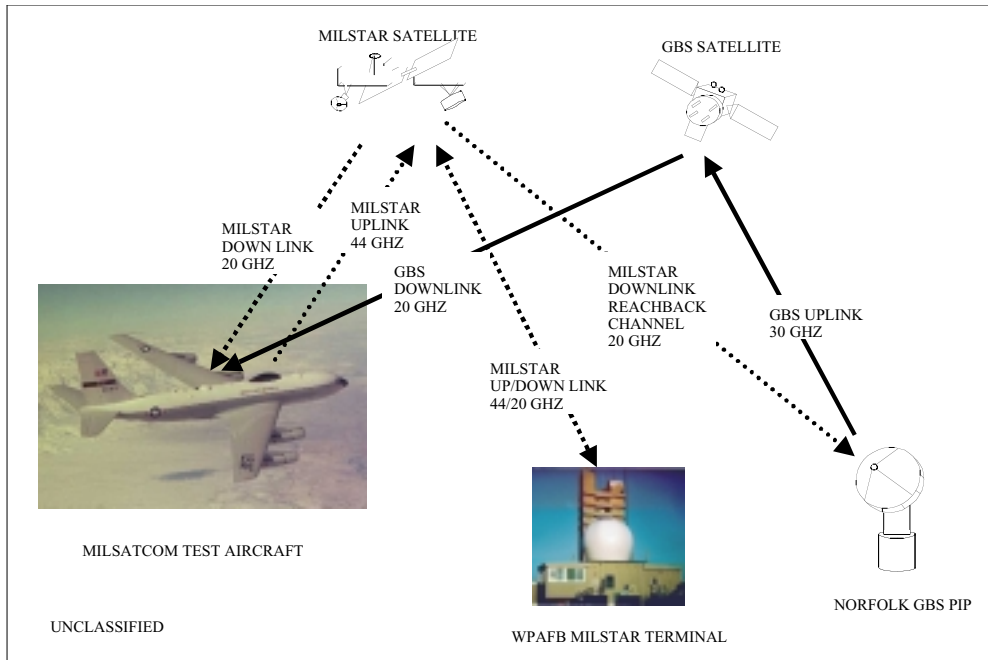 MILSTAR SATELLITE
GBS SATELLITE
MILSTAR
DOWN LINK
20 GHZ
MILSTAR
UPLINK
44 GHZ
GBS
DOWNLINK
20 GHZ
MILSTAR
DOWNLINK
REACHBACK
CHANNEL
20 GHZ
GBS UPLINK
30 GHZ
MILSTAR
UP/DOWN LINK
44/20 GHZ
MILSATCOM TEST AIRCRAFT
NORFOLK GBS PIP
UNCLASSIFIED
WPAFB MILSTAR TERMINAL